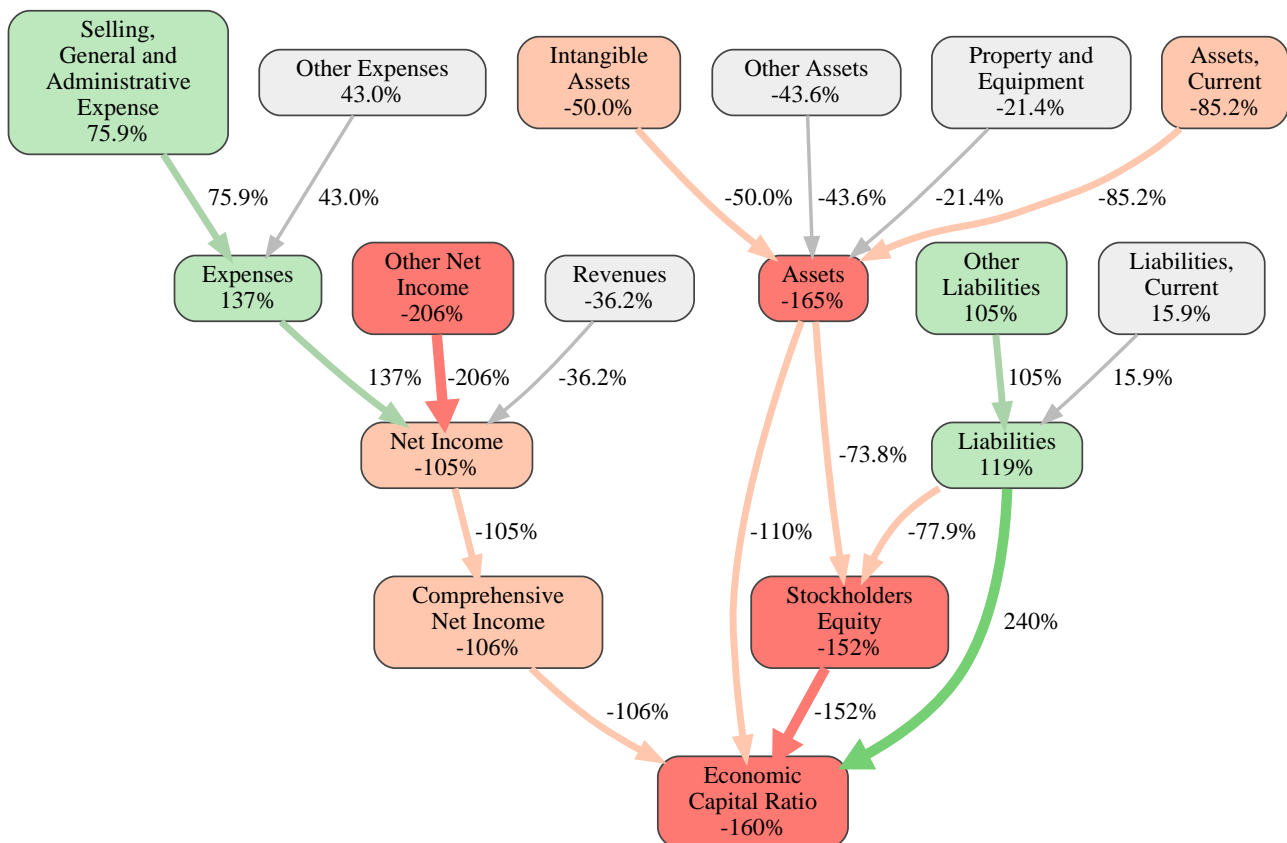 Selling,
General and
Administrative
Expense
75.9%
Other Expenses
43.0%
Intangible
Assets
-50.0%
Other Assets
-43.6%
Property and
Equipment
-21.4%
Assets,
Current
-85.2%
75.9%
43.0%
-50.0%
-43.6%
-21.4%
-85.2%
Expenses
137%
Other Net
Income
-206%
Revenues
-36.2%
Assets
-165%
Other
Liabilities
105%
Liabilities,
Current
15.9%
137%
-206%
-36.2%
105%
15.9%
Net Income
-105%
-73.8%
Liabilities
119%
-105%
-110%
-77.9%
Comprehensive
Net Income
-106%
Stockholders
Equity
-152%
240%
-106%
-152%
Economic
Capital Ratio
-160%